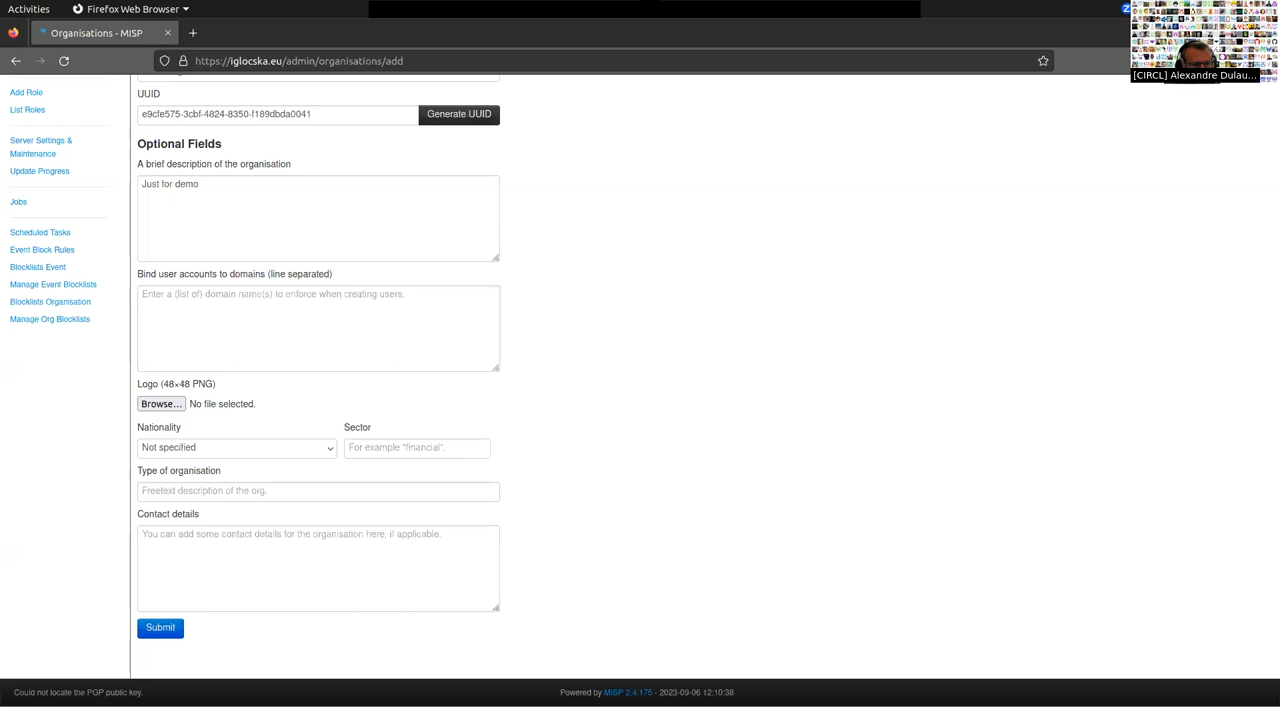 Activities
Firefox Web Browser
Organisations - MISP
https://iglocska.eu/admin/organisations/add
[CIRCL] Alexandre Dulau...
Add Role
List Roles
Server Settings &
Maintenance
Update Progress
Jobs
Scheduled Tasks
Event Block Rules
Blocklists Event
Manage Event Blocklists
Blocklists Organisation
Manage Org Blocklists
UUID
e9cfe575-3cbf-4824-8350-f189dbda0041
Generate UUID
Optional Fields
A brief description of the organisation
Just for demo
Bind user accounts to domains (line separated)
Enter a (list of) domain name(s) to enforce when creating users.
Logo (48×48 PNG)
Browse... No file selected.
Nationality Sector
Not specified For example "financial".
Type of organisation
Freetext description of the org.
Contact details
You can add some contact details for the organisation here, if applicable.
Submit
Could not locate the PGP public key.
Powered by MISP 2.4.175 - 2023-09-06 12:10:38